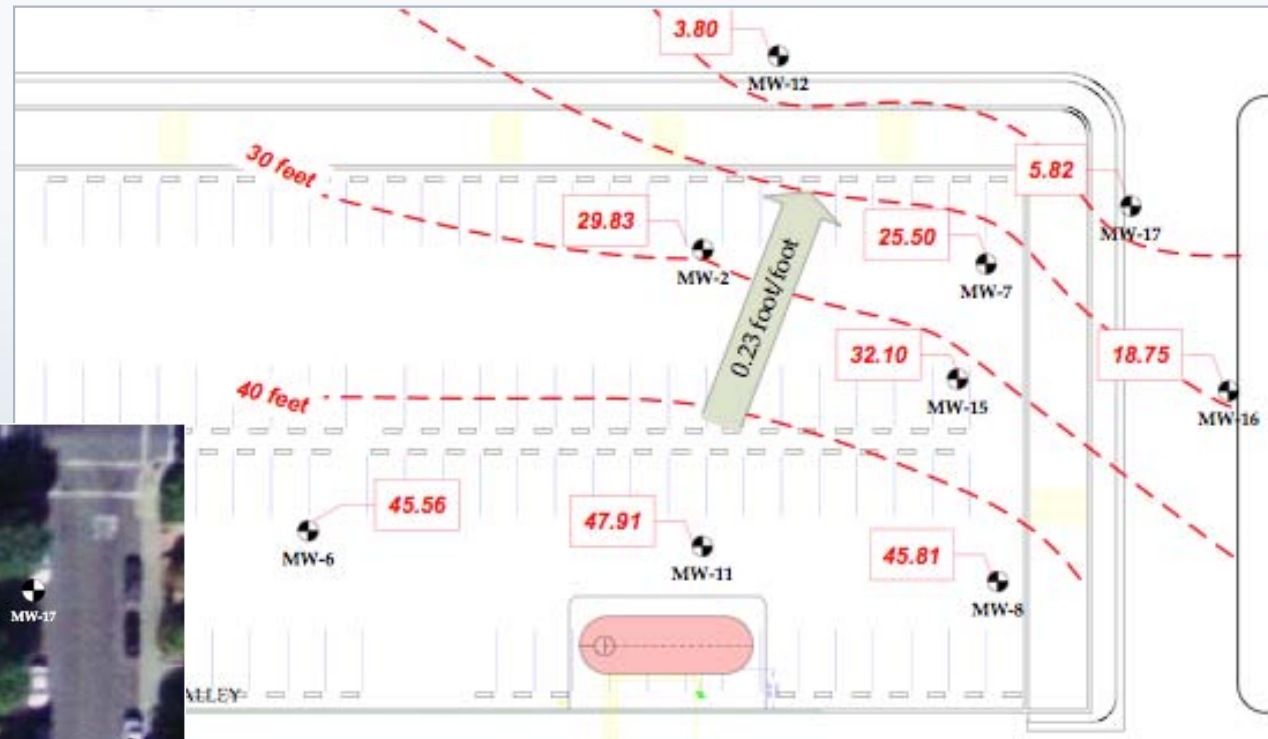 3.80
MW-12
30 feet
5.82
29.83
25.50
MW-17
MW-2
MW-7
0.23 foot/foot
32.10
18.75
40 feet
MW-15
MW-16
45.56
47.91
45.81
MW-6
MW-11
MW-8
MW-17
ALLEY